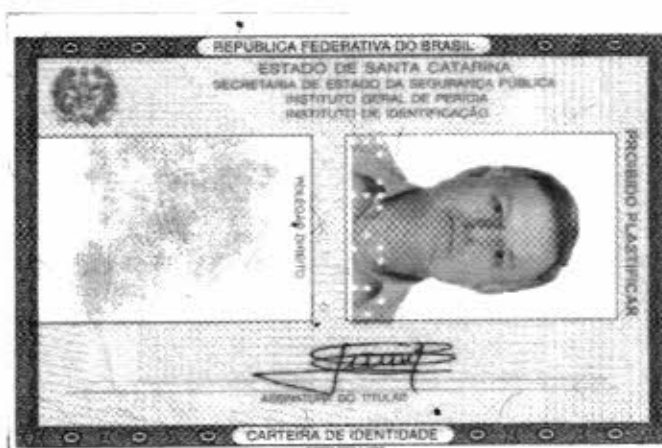 REPÚBLICA FEDERATIVA DO BRASIL
ESTADO DE SANTA CATARINA
SECRETARIA DE ESTADO DA SEGURANÇA PÚBLICA
INSTITUTO GERAL DE PERÍCIA
INSTITUTO DE IDENTIFICAÇÃO
POLEGAR DIREITO
PROIBIDO PLASTIFICAR
ASSINATURA DO TITULAR
CARTEIRA DE IDENTIDADE